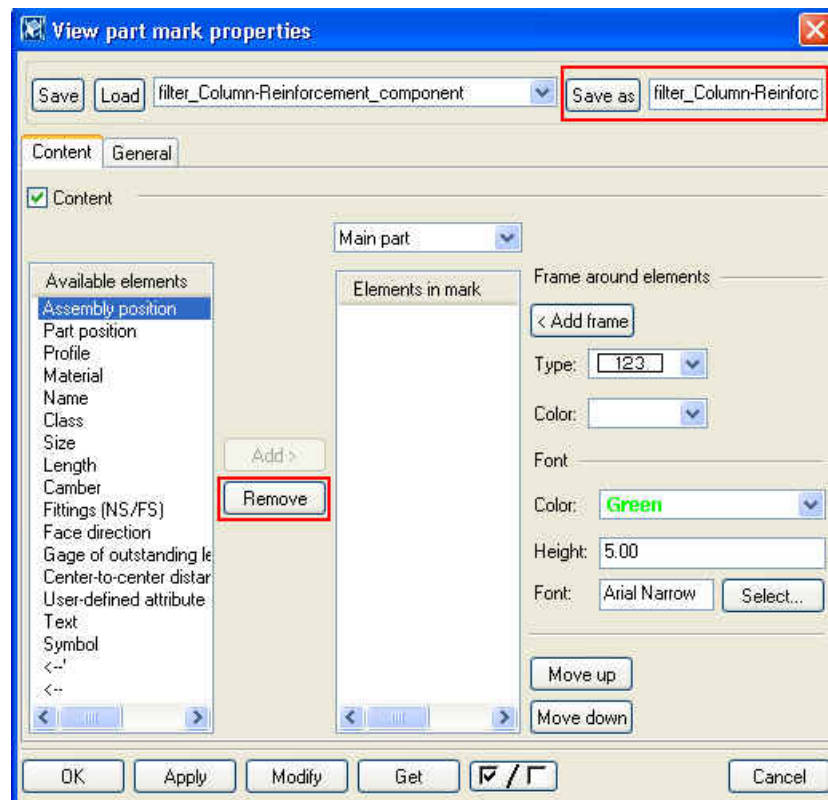 View part mark properties
Save Load filter_Column-Reinforcement_component Save as filter_Column-Reinforc
Content General
Content
Main part
Available elements
Assembly position
Part position
Profile
Material
Name
Class
Size
Length
Camber
Fittings (NS/FS)
Face direction
Gage of outstanding le
Center-to-center distar
User-defined attribute
Text
Symbol
<--'
<--
Add >
Remove
Elements in mark
Frame around elements
< Add frame
Type: 123
Color:
Font
Color: Green
Height: 5.00
Font: Arial Narrow Select...
Move up
Move down
OK Apply Modify Get / Cancel